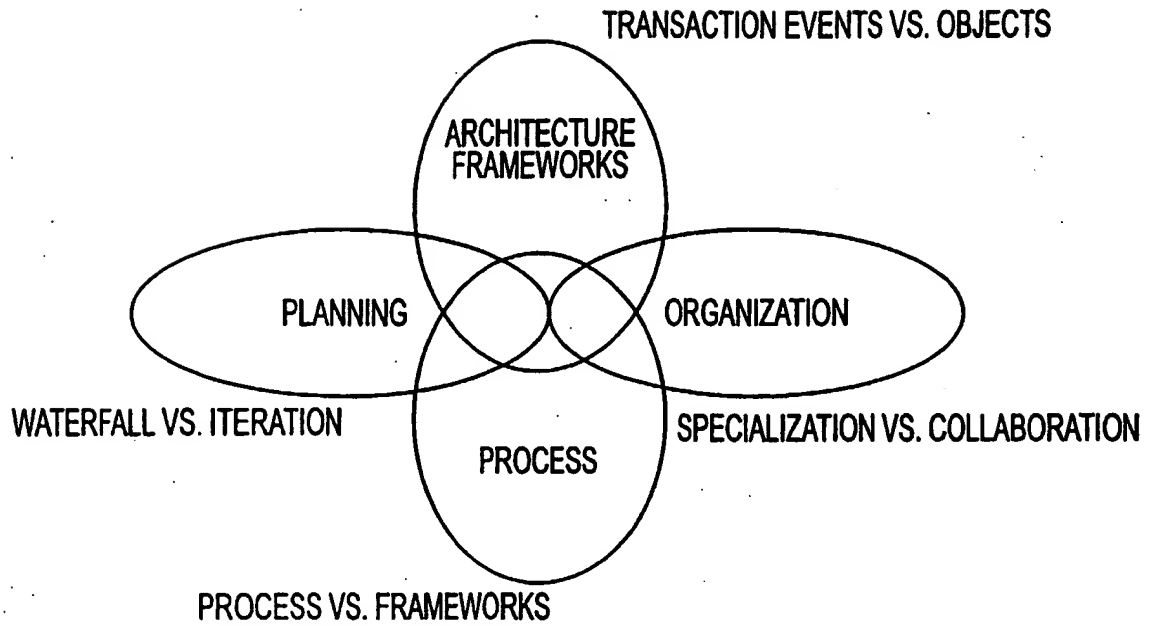 TRANSACTION EVENTS VS. OBJECTS
ARCHITECTURE
FRAMEWORKS
PLANNING
ORGANIZATION
WATERFALL VS. ITERATION
SPECIALIZATION VS. COLLABORATION
PROCESS
PROCESS VS. FRAMEWORKS